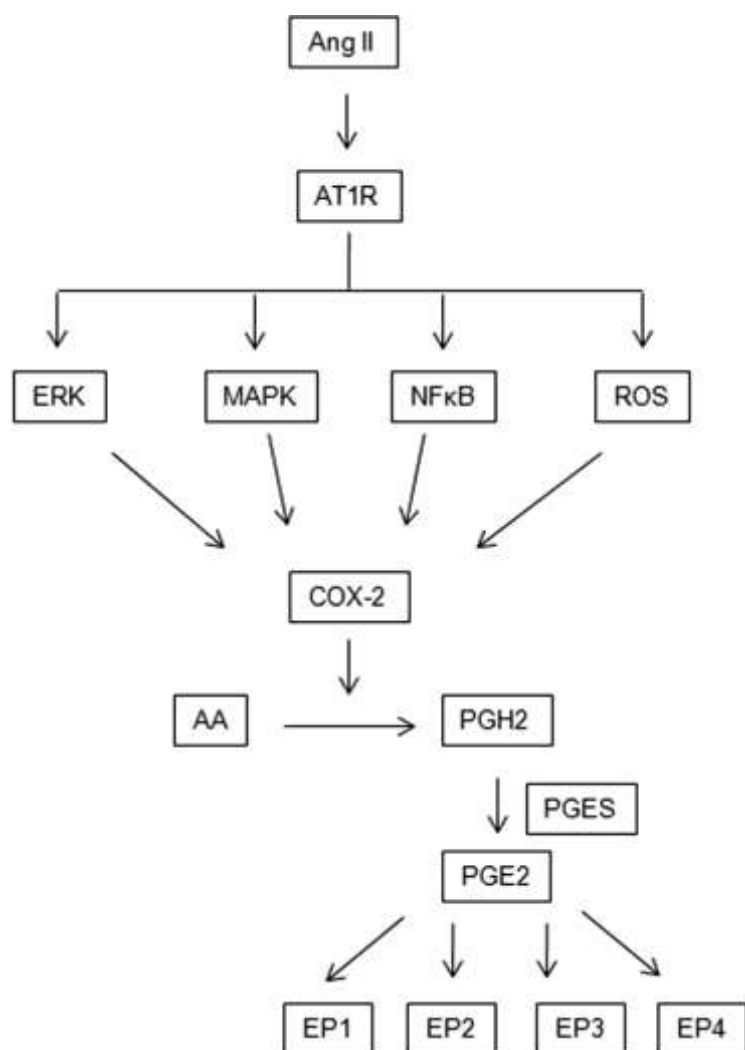 Ang II
AT1R
ERK
MAPK
NFκB
ROS
COX-2
AA
PGH2
PGES
PGE2
EP1
EP2
EP3
EP4